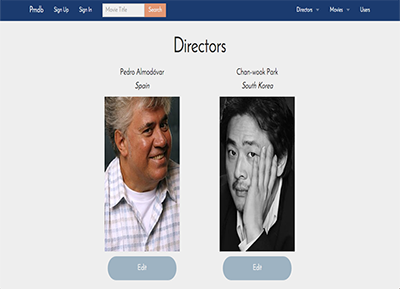 Pmdb Sign Up Sign In Movie Title Search Directors Movies Users
Directors
Pedro Almodóvar
Spain
Chan-wook Park
South Korea
Edit
Edit